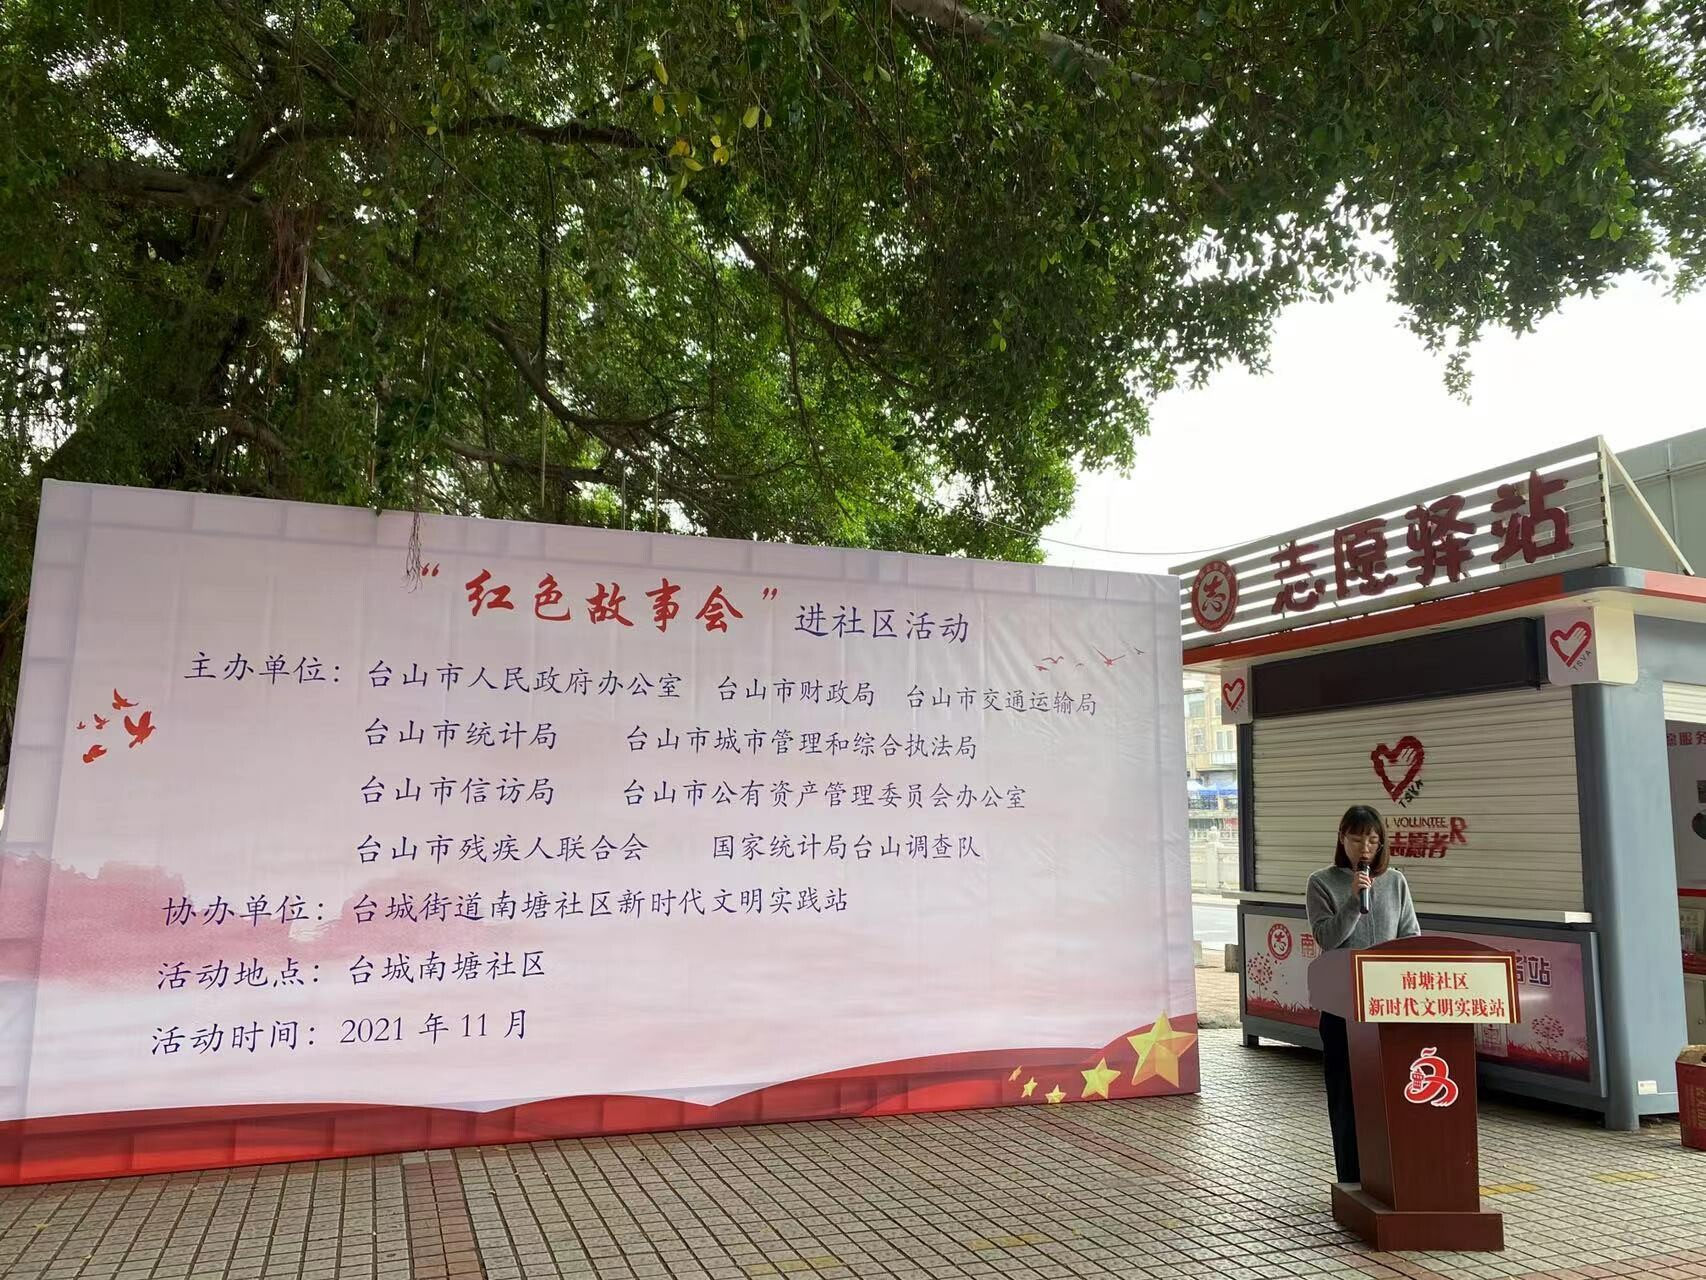 “红色故事会”进社区活动
主办单位：台山市人民政府办公室 台山市财政局 台山市交通运输局
台山市统计局 台山市城市管理和综合执法局
台山市信访局 台山市公有资产管理委员会办公室
台山市残疾人联合会 国家统计局台山调查队
协办单位：台城街道南塘社区新时代文明实践站
活动地点：台城南塘社区
活动时间：2021 年 11 月
志愿驿站
志
TSVA
TSVA
VOLUNTEE
志愿者
南塘社区
新时代文明实践站